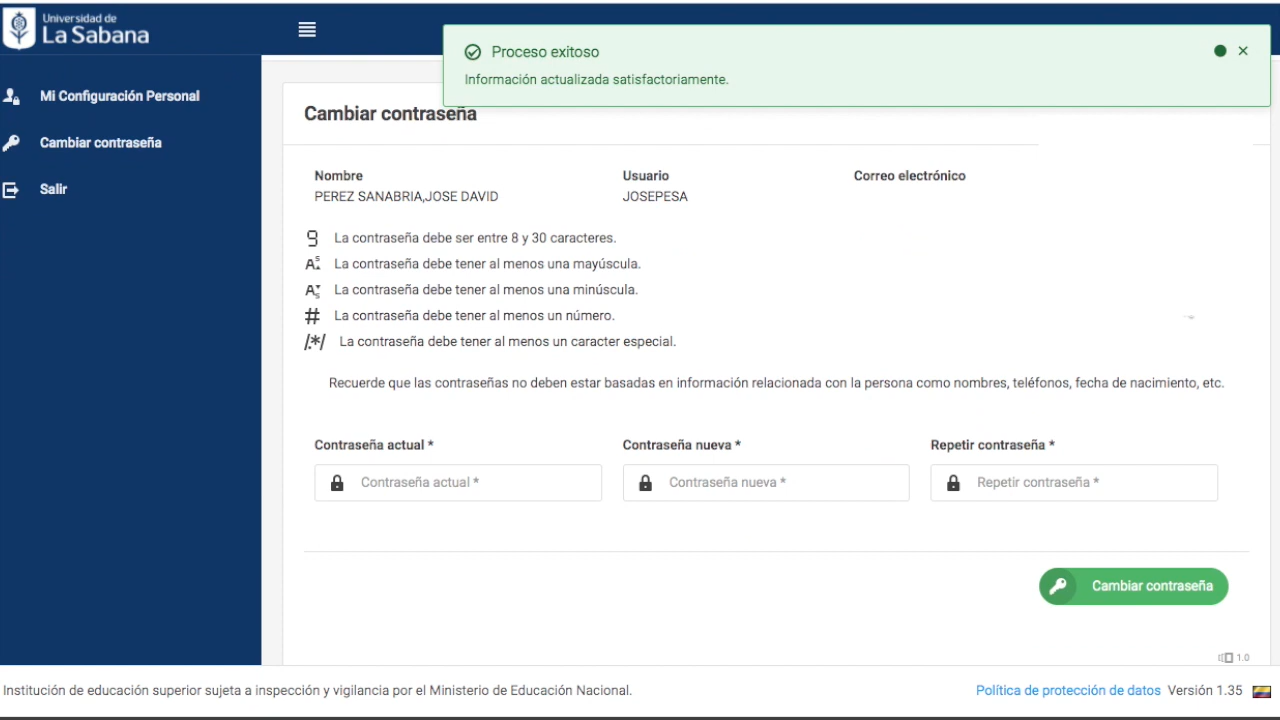 Universidad de
La Sabana
Proceso exitoso
Información actualizada satisfactoriamente.
Mi Configuración Personal
Cambiar contraseña
Salir
Cambiar contraseña
Nombre
Usuario
Correo electrónico
PEREZ SANABRIA,JOSE DAVID
JOSEPESA
La contraseña debe ser entre 8 y 30 caracteres.
La contraseña debe tener al menos una mayúscula.
La contraseña debe tener al menos una minúscula.
# La contraseña debe tener al menos un número.
/.*/ La contraseña debe tener al menos un caracter especial.
Recuerde que las contraseñas no deben estar basadas en información relacionada con la persona como nombres, teléfonos, fecha de nacimiento, etc.
Contraseña actual *
Contraseña nueva *
Repetir contraseña *
Contraseña actual *
Contraseña nueva *
Repetir contraseña *
Cambiar contraseña
1.0
Institución de educación superior sujeta a inspección y vigilancia por el Ministerio de Educación Nacional.
Política de protección de datos Versión 1.35